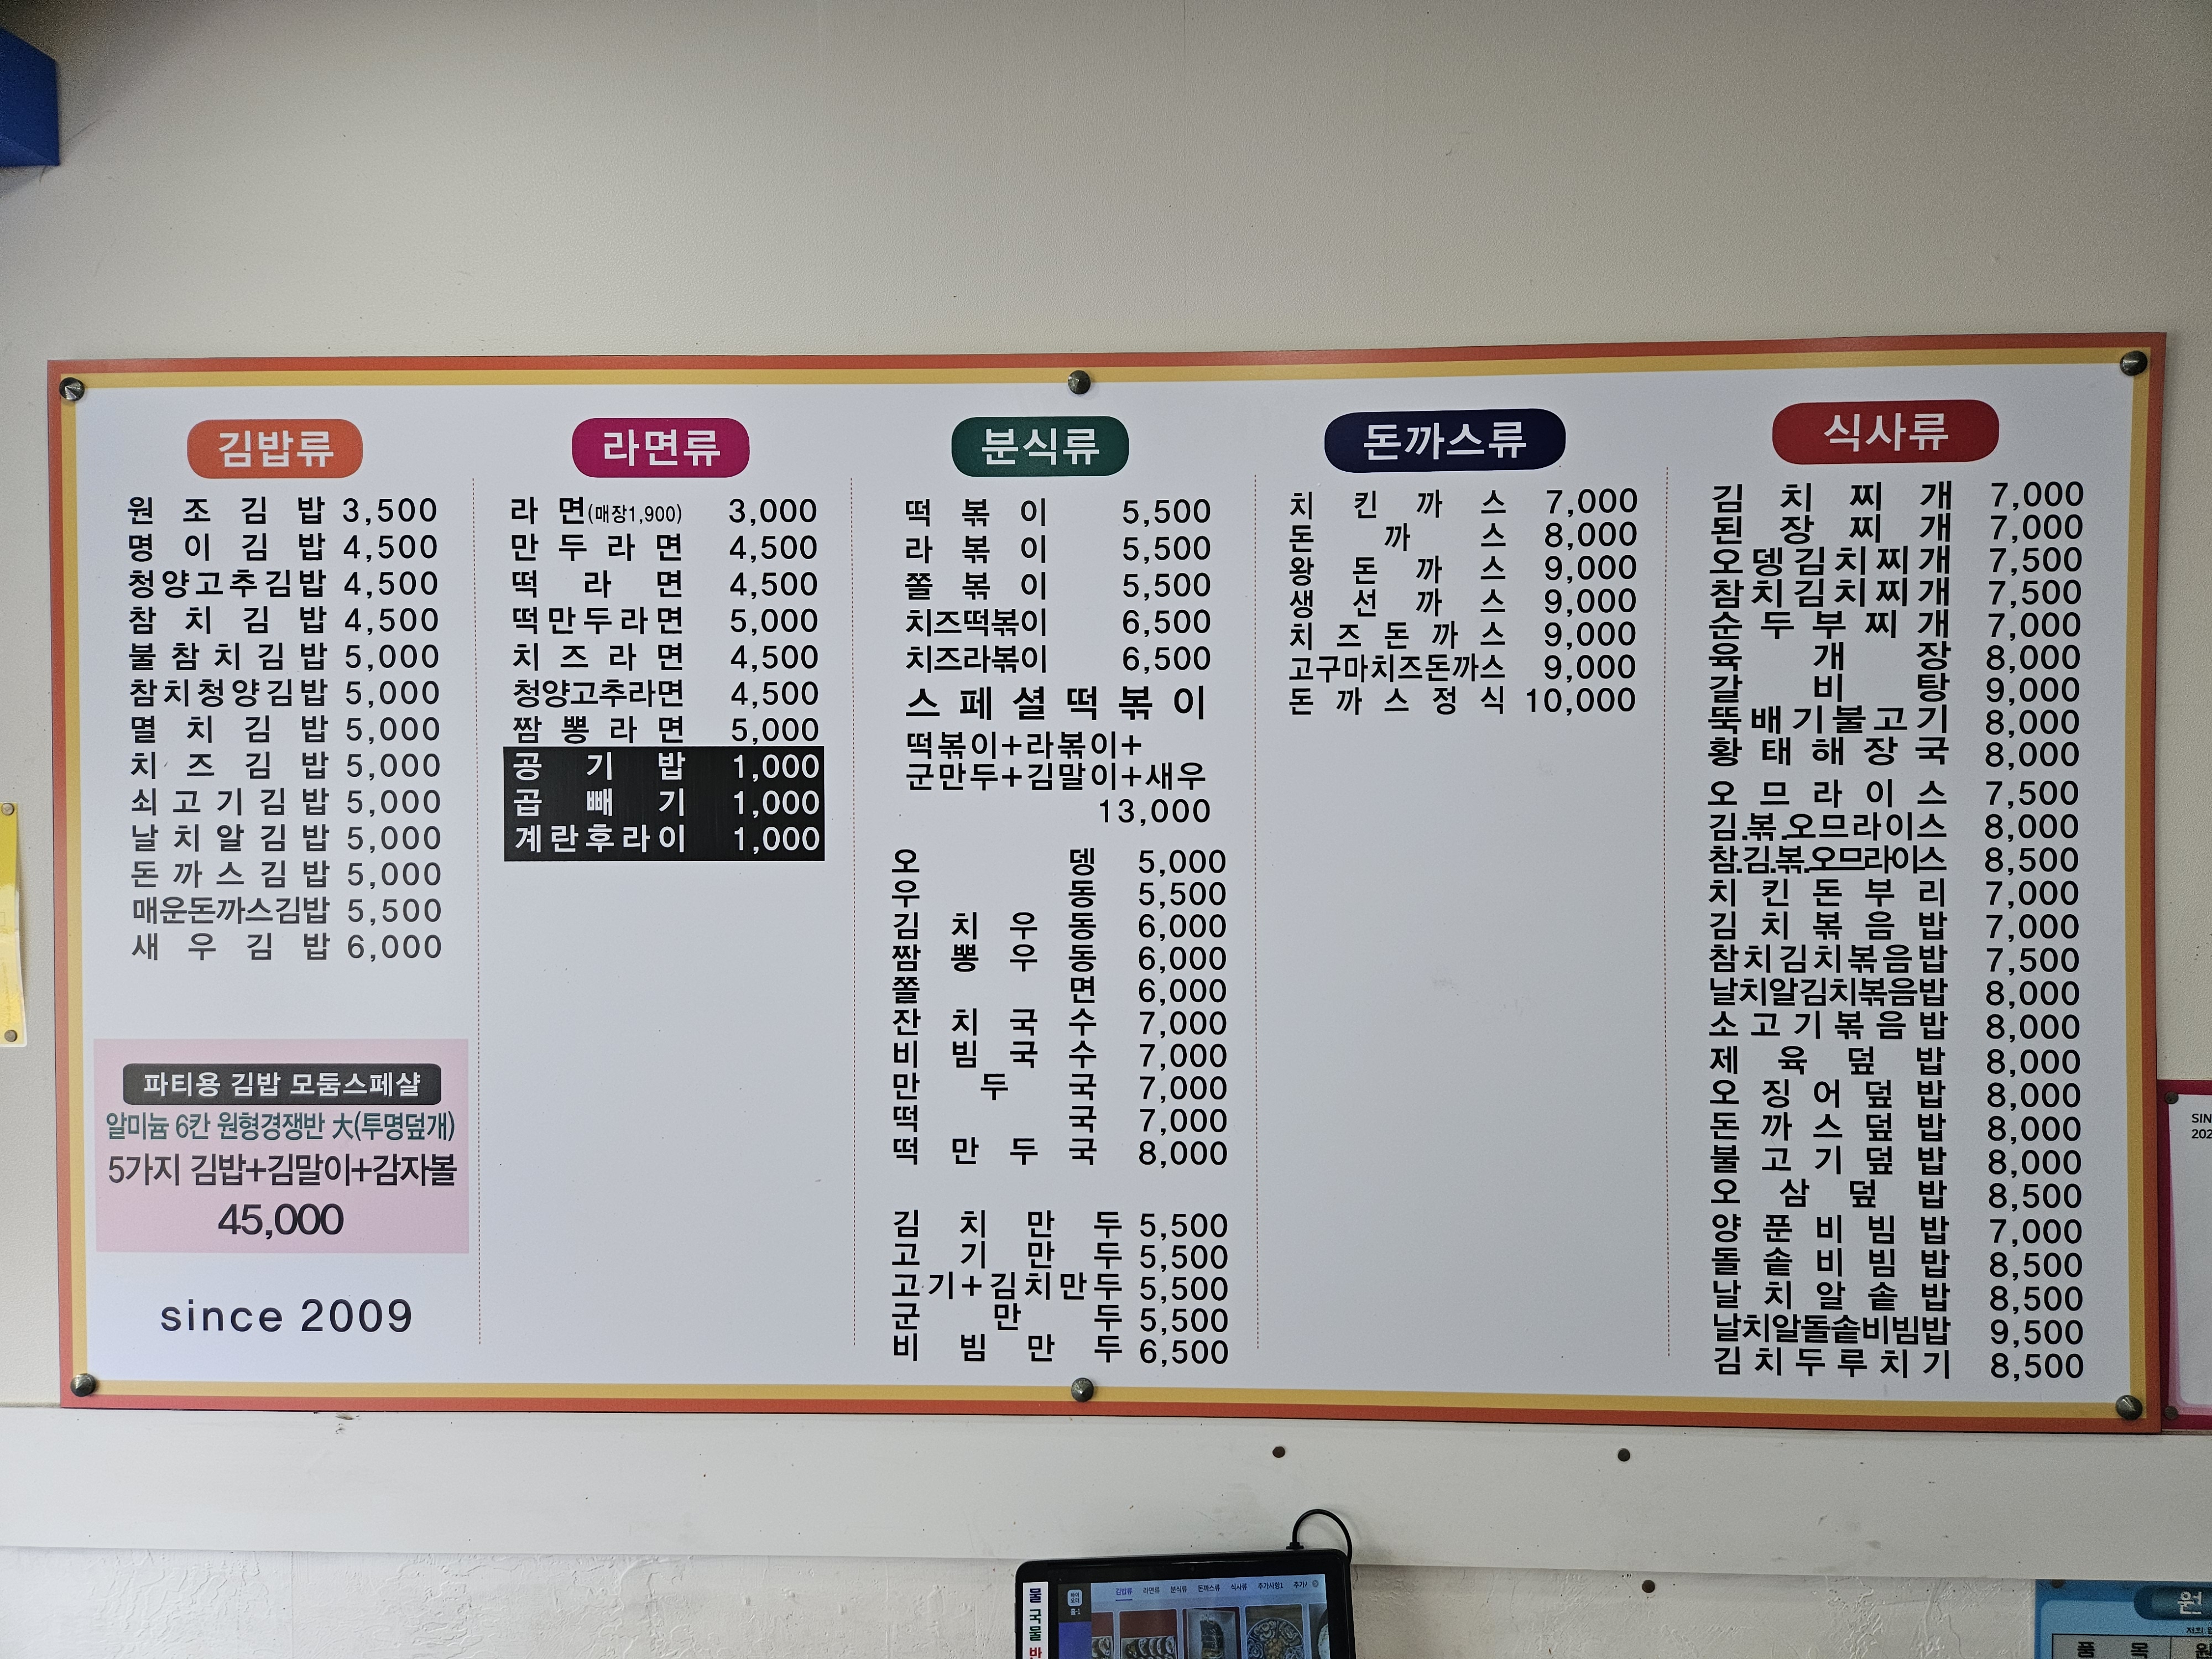 김밥류
원조김밥 3,500
명이김밥 4,500
청양고추김밥 4,500
참치김밥 4,500
불참치김밥 5,000
참치청양김밥 5,000
멸치김밥 5,000
치즈김밥 5,000
쇠고기김밥 5,000
날치알김밥 5,000
돈까스김밥 5,000
매운돈까스김밥 5,500
새우김밥 6,000
파티용 김밥 모둠스페샬
알미늄 6칸 원형경쟁반 大(투명덮개)
5가지 김밥+김말이+감자볼
45,000
since 2009
라면류
라면(매장1,900) 3,000
만두라면 4,500
떡라면 4,500
떡만두라면 5,000
치즈라면 4,500
청양고추라면 4,500
짬뽕라면 5,000
공기밥 1,000
곱빼기 1,000
계란후라이 1,000
분식류
떡볶이 5,500
라볶이 5,500
쫄볶이 5,500
치즈떡볶이 6,500
치즈라볶이 6,500
스페셜떡볶이
떡볶이+라볶이+
군만두+김말이+새우
13,000
오뎅 5,000
우동 5,500
김치우동 6,000
짬뽕우동 6,000
쫄면 6,000
잔치국수 7,000
비빔국수 7,000
만두국 7,000
떡국 7,000
떡만두국 8,000
김치만두 5,500
고기만두 5,500
고기+김치만두 5,500
군만두 5,500
비빔만두 6,500
돈까스류
치킨까스 7,000
돈까스 8,000
왕돈까스 9,000
생선까스 9,000
치즈돈까스 9,000
고구마치즈돈까스 9,000
돈까스정식 10,000
식사류
김치찌개 7,000
된장찌개 7,000
오뎅김치찌개 7,500
참치김치찌개 7,500
순두부찌개 7,000
육개장 8,000
갈비탕 9,000
뚝배기불고기 8,000
황태해장국 8,000
오므라이스 7,500
김.볶.오므라이스 8,000
참.김.볶.오므라이스 8,500
치킨돈부리 7,000
김치볶음밥 7,000
참치김치볶음밥 7,500
날치알김치볶음밥 8,000
소고기볶음밥 8,000
제육덮밥 8,000
오징어덮밥 8,000
돈까스덮밥 8,000
불고기덮밥 8,000
오삼덮밥 8,500
양푼비빔밥 7,000
돌솥비빔밥 8,500
날치알솥밥 8,500
날치알돌솥비빔밥 9,500
김치두루치기 8,500
김밥류 라면류 분식류 돈까스류 식사류 추가사항1
물
국
물
품목